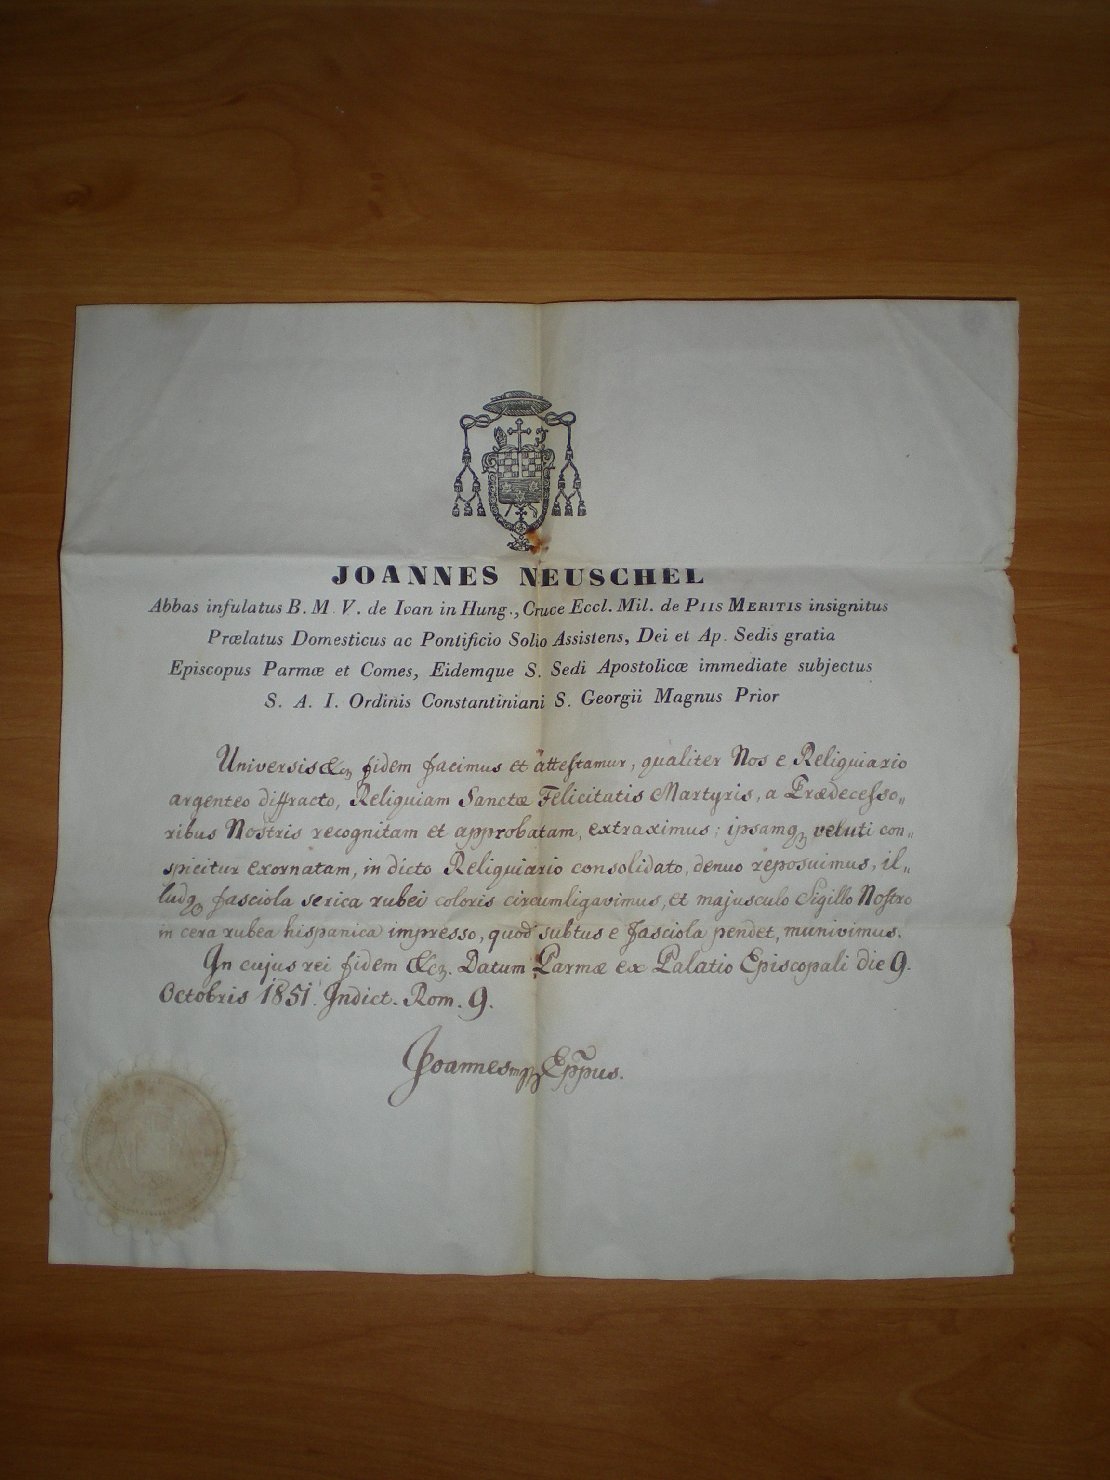 JOANNES NEUSCHEL
Abbas infulatus B. M. V. de Ivan in Hung., Cruce Eccl. Mil. de PIIS MERITIS insignitus
Prælatus Domesticus ac Pontificio Solio Assistens, Dei et Ap. Sedis gratia
Episcopus Parmæ et Comes, Eidemque S. Sedi Apostolicæ immediate subjectus
S. A. I. Ordinis Constantiniani S. Georgii Magnus Prior
Universis &c, fidem facimus et attestamur, qualiter Nos e Reliquiario
argenteo diffracto, Reliquiam Sanctæ Felicitatis Martyris, a Prædecesso„
ribus Nostris recognitam et approbatam, extraximus; ipsamq, veluti con„
spicitur exornatam, in dicto Reliquiario consolidato, denuo reposuimus, il„
ludq, fasciola serica rubei coloris circumligavimus, et majusculo Sigillo Nostro
in cera rubea hispanica impresso, quod subtus e fasciola pendet, munivimus.
In cujus rei fidem &c. Datum Parmæ ex Palatio Episcopali die 9.
Octobris 1851. Indict. Rom. 9.
Joannes mp Eppus.